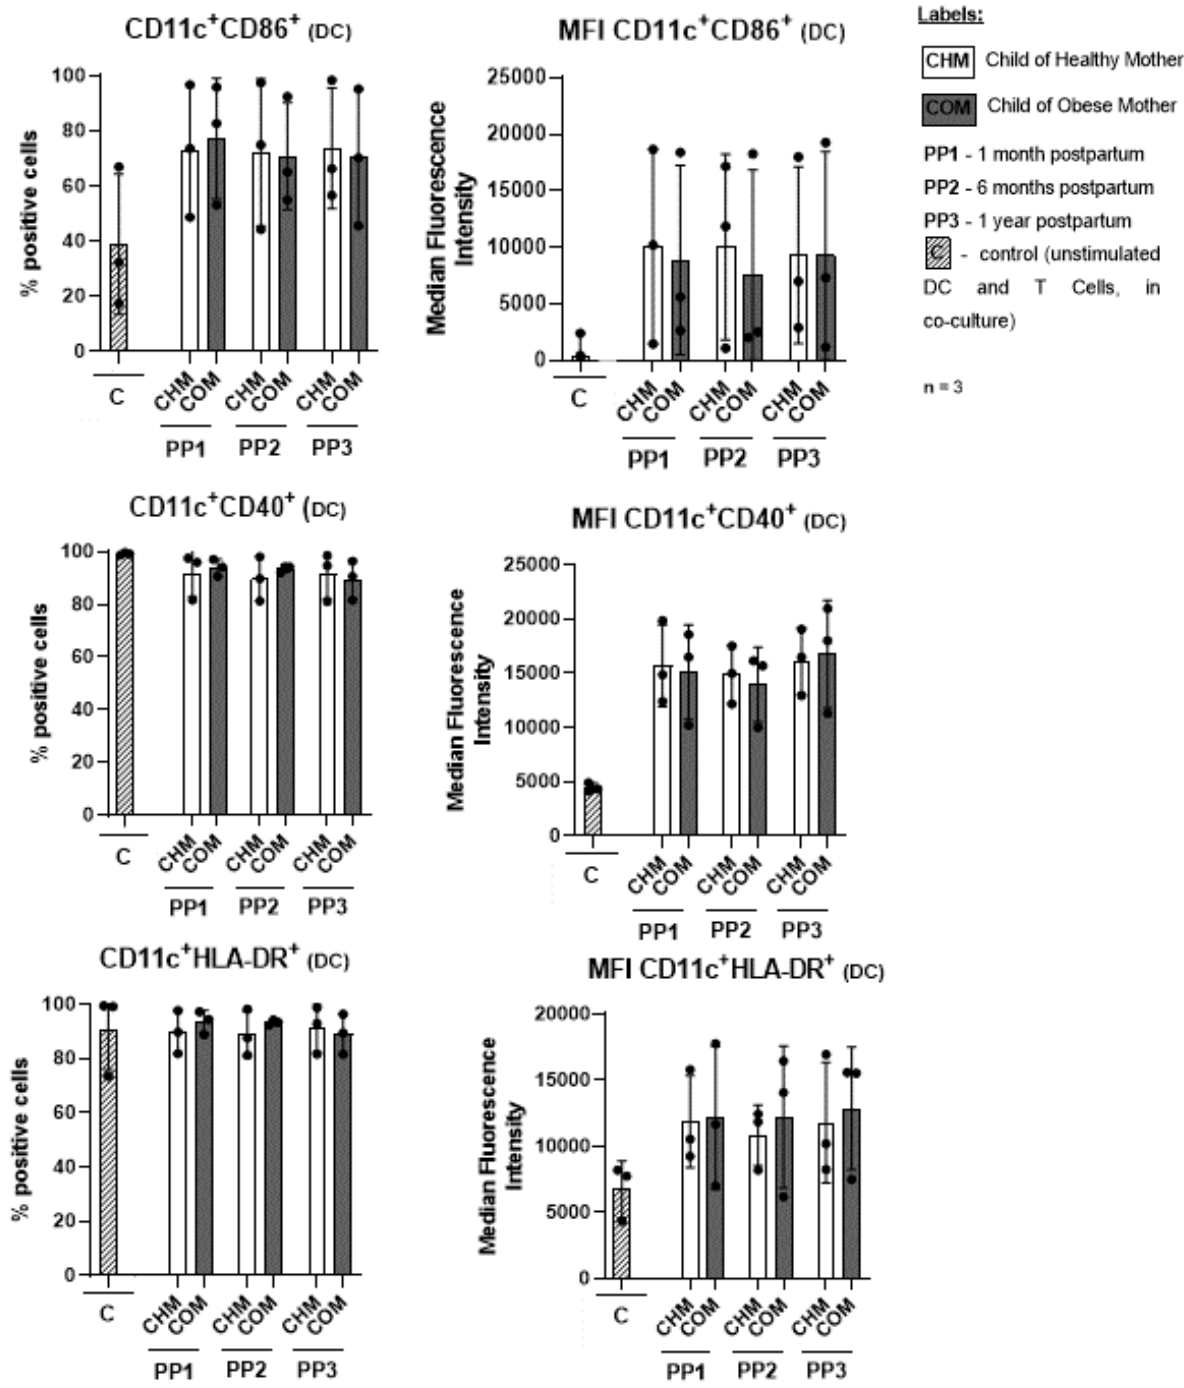 CD11c⁺CD86⁺ (DC)
% positive cells
100
80
60
40
20
0
C
CHM
COM
CHM
COM
CHM
COM
PP1
PP2
PP3
MFI CD11c⁺CD86⁺ (DC)
Median Fluorescence
Intensity
25000
20000
15000
10000
5000
0
C
CHM
COM
CHM
COM
CHM
COM
PP1
PP2
PP3
Labels:
CHM Child of Healthy Mother
COM Child of Obese Mother
PP1 - 1 month postpartum
PP2 - 6 months postpartum
PP3 - 1 year postpartum
C - control (unstimulated
DC and T Cells, in
co-culture)
n = 3
CD11c⁺CD40⁺ (DC)
% positive cells
100
80
60
40
20
0
C
CHM
COM
CHM
COM
CHM
COM
PP1
PP2
PP3
MFI CD11c⁺CD40⁺ (DC)
Median Fluorescence
Intensity
25000
20000
15000
10000
5000
0
C
CHM
COM
CHM
COM
CHM
COM
PP1
PP2
PP3
CD11c⁺HLA-DR⁺ (DC)
% positive cells
100
80
60
40
20
0
C
CHM
COM
CHM
COM
CHM
COM
PP1
PP2
PP3
MFI CD11c⁺HLA-DR⁺ (DC)
Median Fluorescence
Intensity
20000
15000
10000
5000
0
C
CHM
COM
CHM
COM
CHM
COM
PP1
PP2
PP3